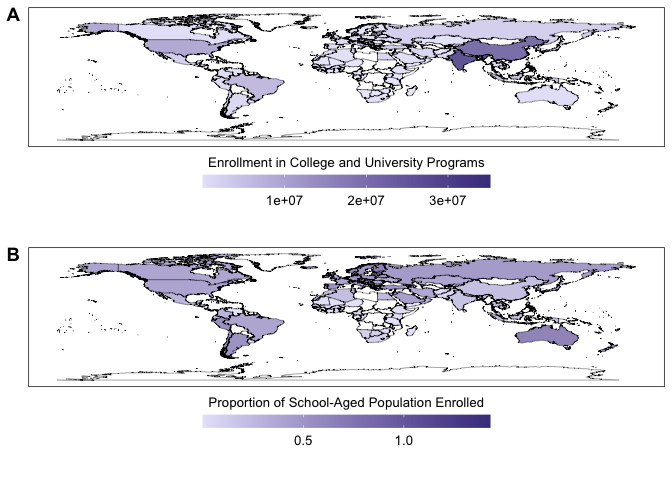 A
Enrollment in College and University Programs
1e+07 2e+07 3e+07
B
Proportion of School-Aged Population Enrolled
0.5 1.0